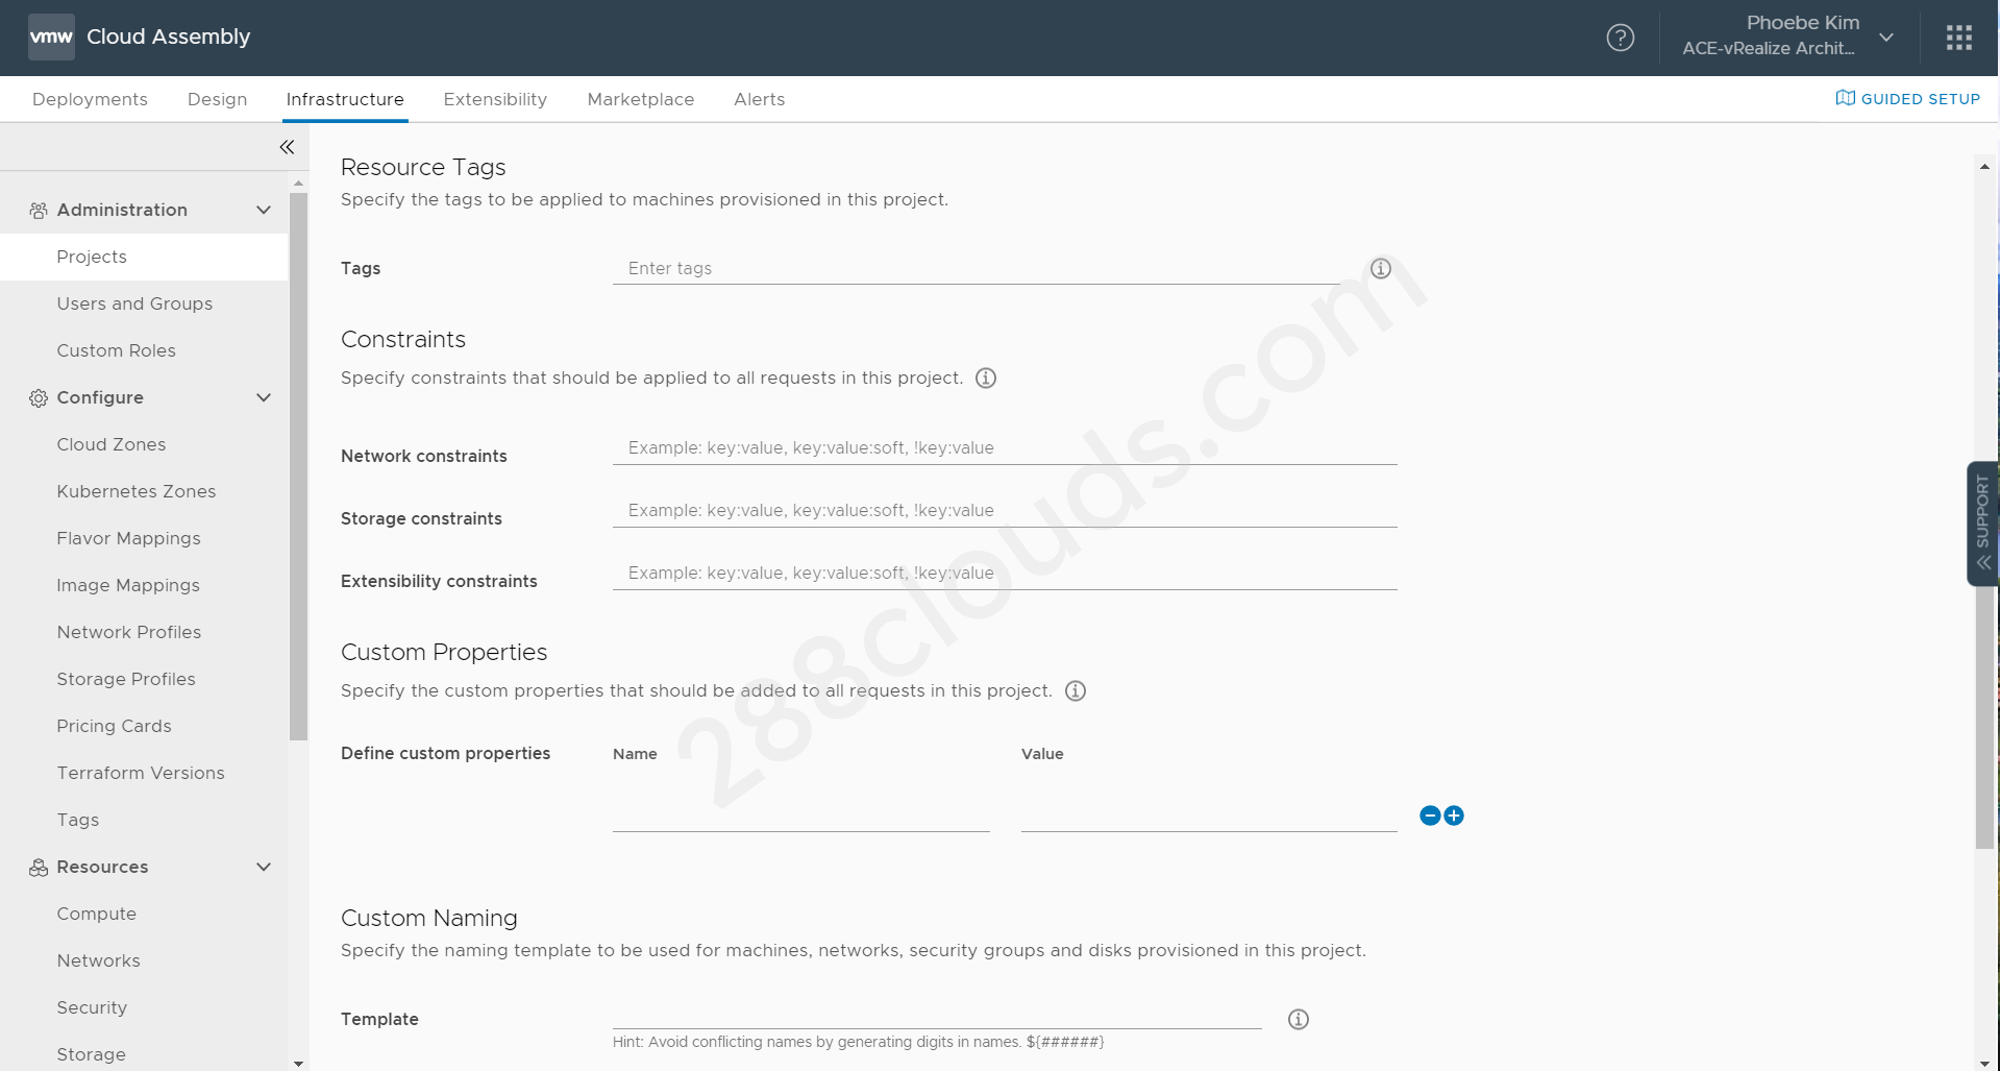 vmw Cloud Assembly
Phoebe Kim
ACE-vRealize Archit...
Deployments Design Infrastructure Extensibility Marketplace Alerts
GUIDED SETUP
Administration
Projects
Users and Groups
Custom Roles
Configure
Cloud Zones
Kubernetes Zones
Flavor Mappings
Image Mappings
Network Profiles
Storage Profiles
Pricing Cards
Terraform Versions
Tags
Resources
Compute
Networks
Security
Storage
Resource Tags
Specify the tags to be applied to machines provisioned in this project.
Tags Enter tags
Constraints
Specify constraints that should be applied to all requests in this project.
Network constraints Example: key:value, key:value:soft, !key:value
Storage constraints Example: key:value, key:value:soft, !key:value
Extensibility constraints Example: key:value, key:value:soft, !key:value
Custom Properties
Specify the custom properties that should be added to all requests in this project.
Define custom properties Name Value
Custom Naming
Specify the naming template to be used for machines, networks, security groups and disks provisioned in this project.
Template
Hint: Avoid conflicting names by generating digits in names. ${######}
SUPPORT
288clouds.com